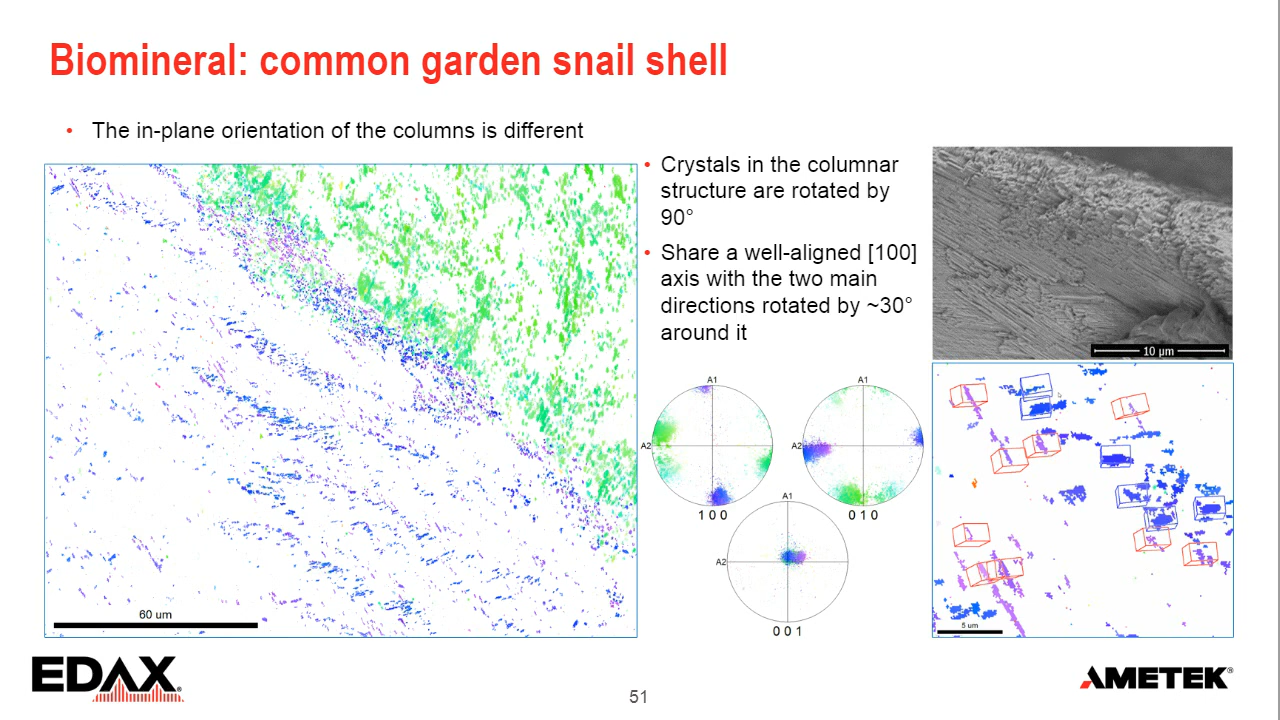 Biomineral: common garden snail shell
• The in-plane orientation of the columns is different
60 um
• Crystals in the columnar
structure are rotated by
90°
• Share a well-aligned [100]
axis with the two main
directions rotated by ~30°
around it
A1
A2
1 0 0
A1
A2
0 1 0
A1
A2
0 0 1
10 µm
5 um
EDAX®
51
AMETEK®